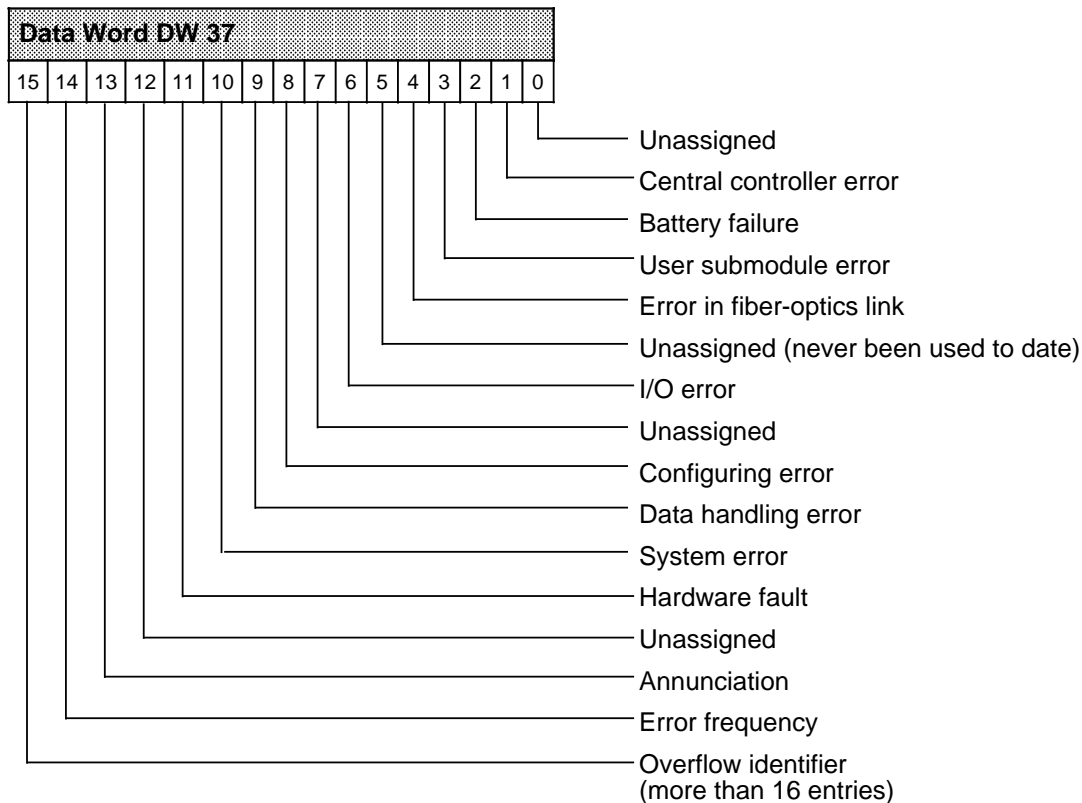 Data Word DW 37
15 14 13 12 11 10 9 8 7 6 5 4 3 2 1 0
Unassigned
Central controller error
Battery failure
User submodule error
Error in fiber-optics link
Unassigned (never been used to date)
I/O error
Unassigned
Configuring error
Data handling error
System error
Hardware fault
Unassigned
Annunciation
Error frequency
Overflow identifier
(more than 16 entries)